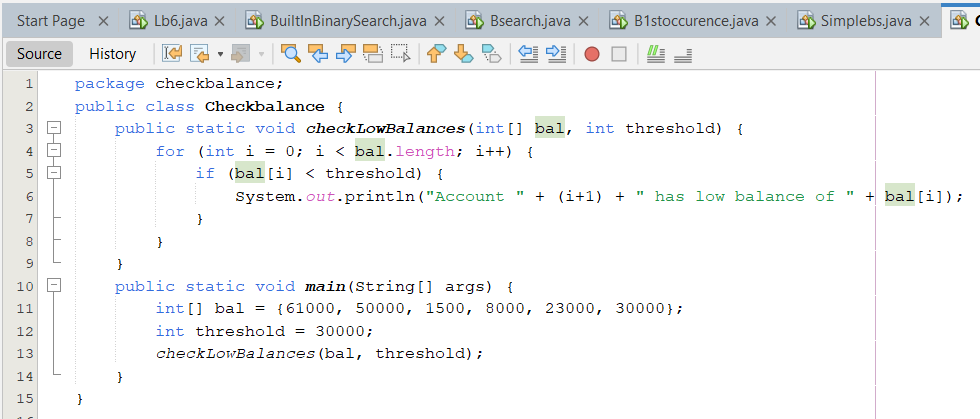 Start Page Lb6.java BuiltInBinarySearch.java Bsearch.java B1stoccurence.java Simplebs.java
Source History
1 package checkbalance;
2 public class Checkbalance {
3 public static void checkLowBalances(int[] bal, int threshold) {
4 for (int i = 0; i < bal.length; i++) {
5 if (bal[i] < threshold) {
6 System.out.println("Account " + (i+1) + " has low balance of " + bal[i]);
7 }
8 }
9 }
10 public static void main(String[] args) {
11 int[] bal = {61000, 50000, 1500, 8000, 23000, 30000};
12 int threshold = 30000;
13 checkLowBalances(bal, threshold);
14 }
15 }